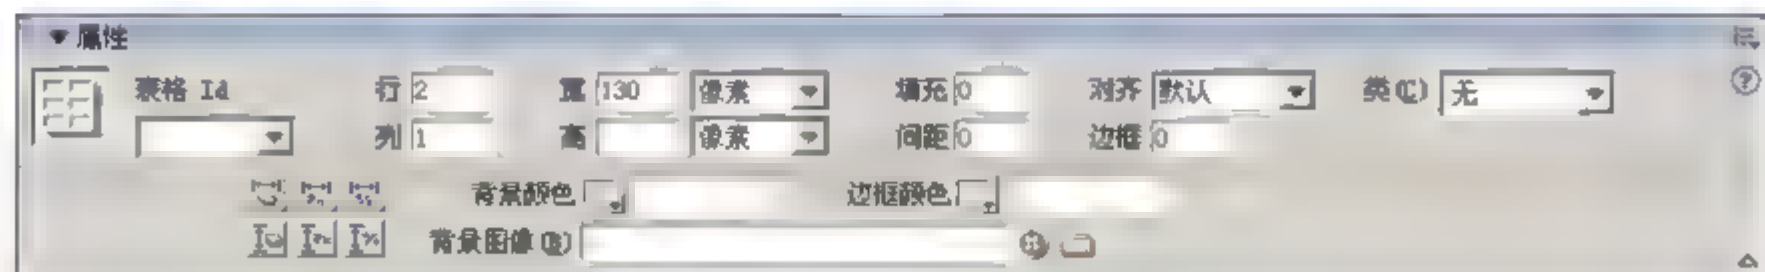 属性
表格 Id 行 2 宽 130 像素 填充 0 对齐 默认 类(C) 无
列 1 高 像素 间距 0 边框 0
背景颜色 边框颜色
背景图像(B)